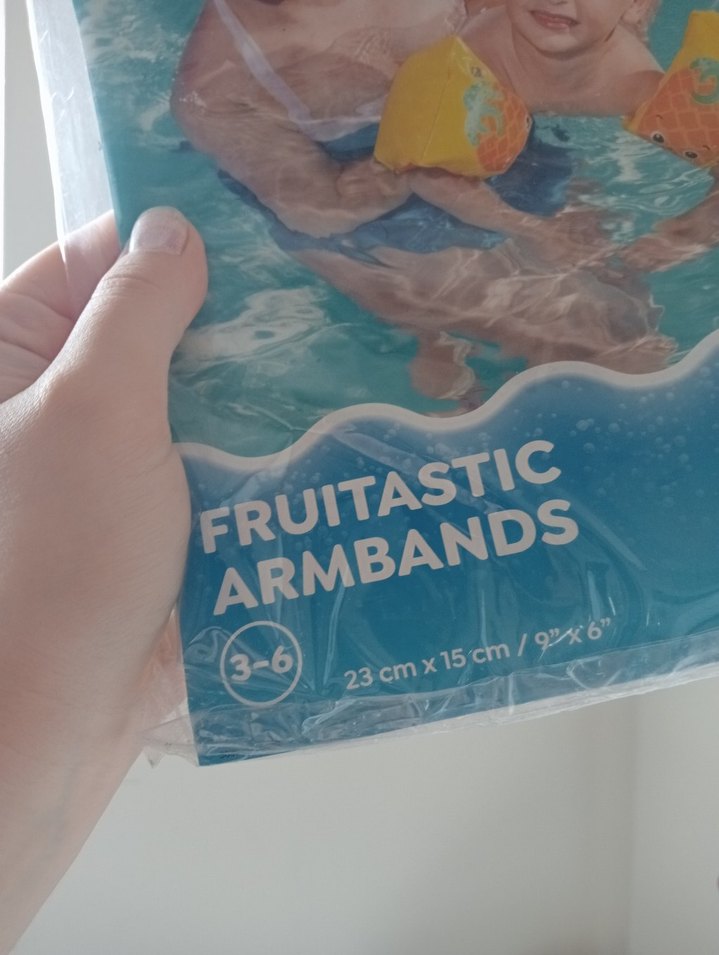 FRUITASTIC
ARMBANDS
3-6
23 cm x 15 cm / 9” x 6”